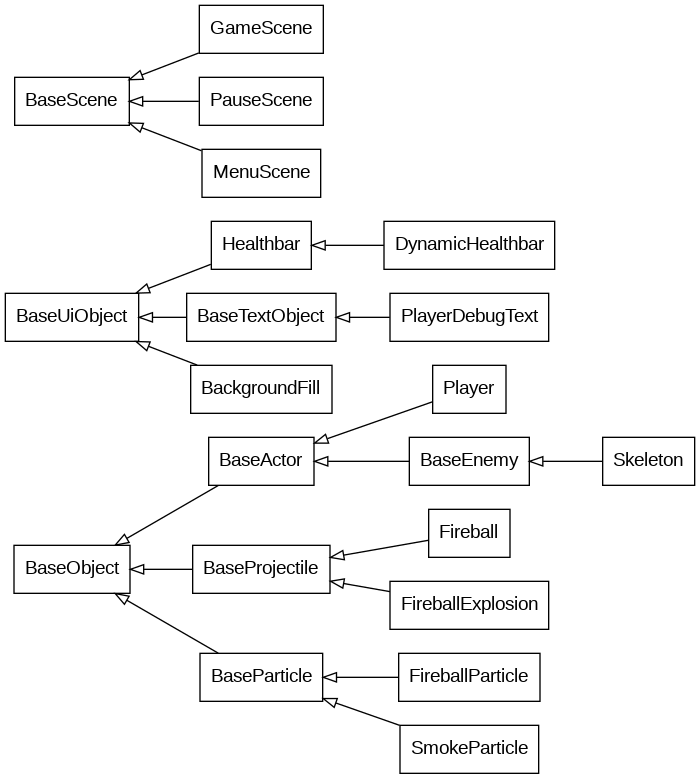 GameScene
BaseScene
PauseScene
MenuScene
Healthbar
DynamicHealthbar
BaseUiObject
BaseTextObject
PlayerDebugText
BackgroundFill
Player
BaseActor
BaseEnemy
Skeleton
Fireball
BaseObject
BaseProjectile
FireballExplosion
BaseParticle
FireballParticle
SmokeParticle